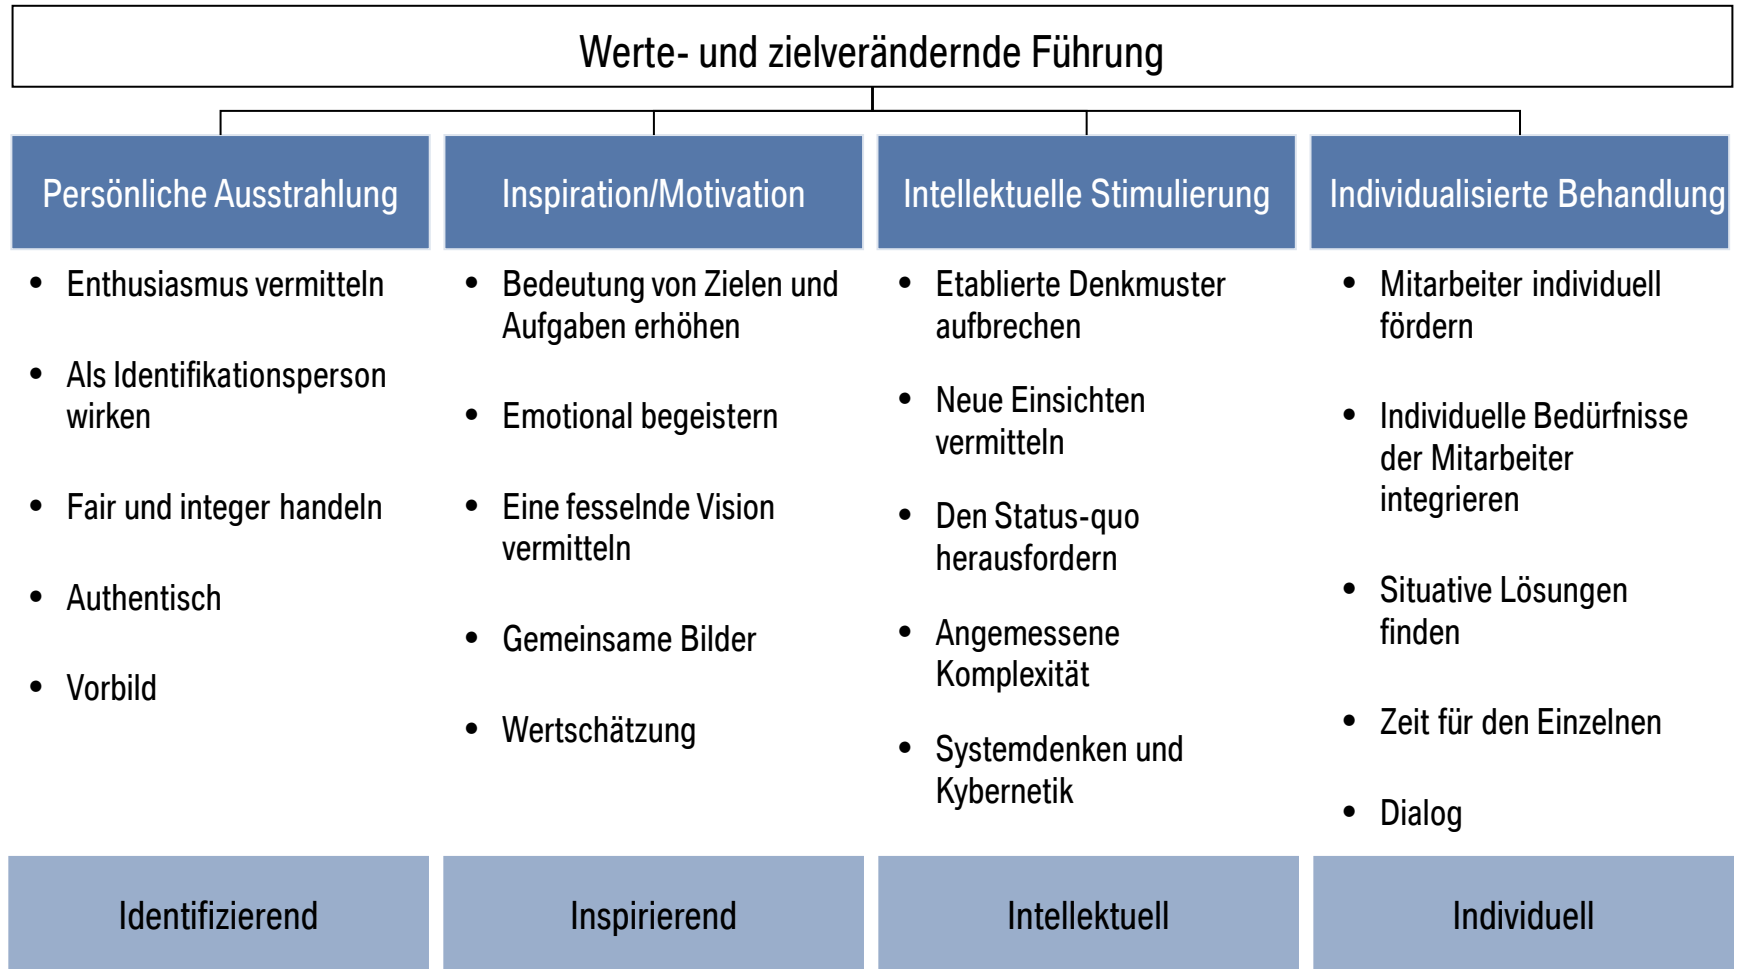 Werte- und zielverändernde Führung
Persönliche Ausstrahlung
• Enthusiasmus vermitteln
• Als Identifikationsperson
wirken
• Fair und integer handeln
• Authentisch
• Vorbild
Identifizierend
Inspiration/Motivation
• Bedeutung von Zielen und
Aufgaben erhöhen
• Emotional begeistern
• Eine fesselnde Vision
vermitteln
• Gemeinsame Bilder
• Wertschätzung
Inspirierend
Intellektuelle Stimulierung
• Etablierte Denkmuster
aufbrechen
• Neue Einsichten
vermitteln
• Den Status-quo
herausfordern
• Angemessene
Komplexität
• Systemdenken und
Kybernetik
Intellektuell
Individualisierte Behandlung
• Mitarbeiter individuell
fördern
• Individuelle Bedürfnisse
der Mitarbeiter
integrieren
• Situative Lösungen
finden
• Zeit für den Einzelnen
• Dialog
Individuell